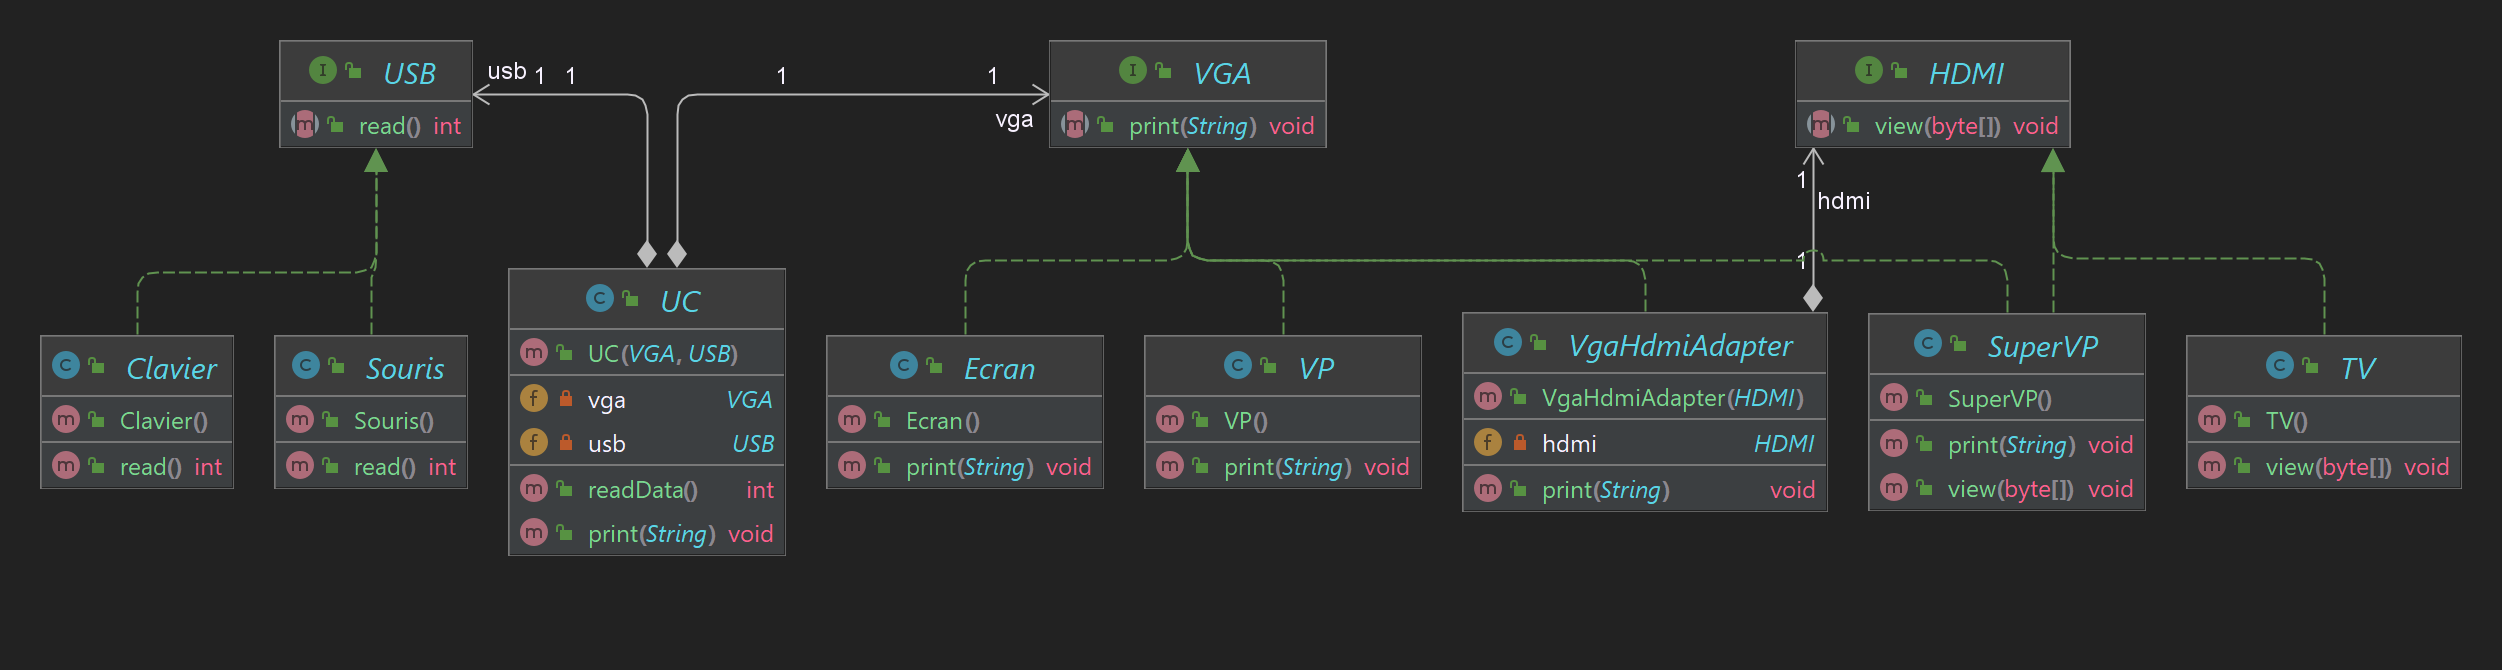 USB
read() int
usb 1 1
1 1
vga
VGA
print(String) void
HDMI
view(byte[]) void
1
hdmi
1
Clavier
Clavier()
read() int
Souris
Souris()
read() int
UC
UC(VGA, USB)
vga VGA
usb USB
readData() int
print(String) void
Ecran
Ecran()
print(String) void
VP
VP()
print(String) void
VgaHdmiAdapter
VgaHdmiAdapter(HDMI)
hdmi HDMI
print(String) void
SuperVP
SuperVP()
print(String) void
view(byte[]) void
TV
TV()
view(byte[]) void